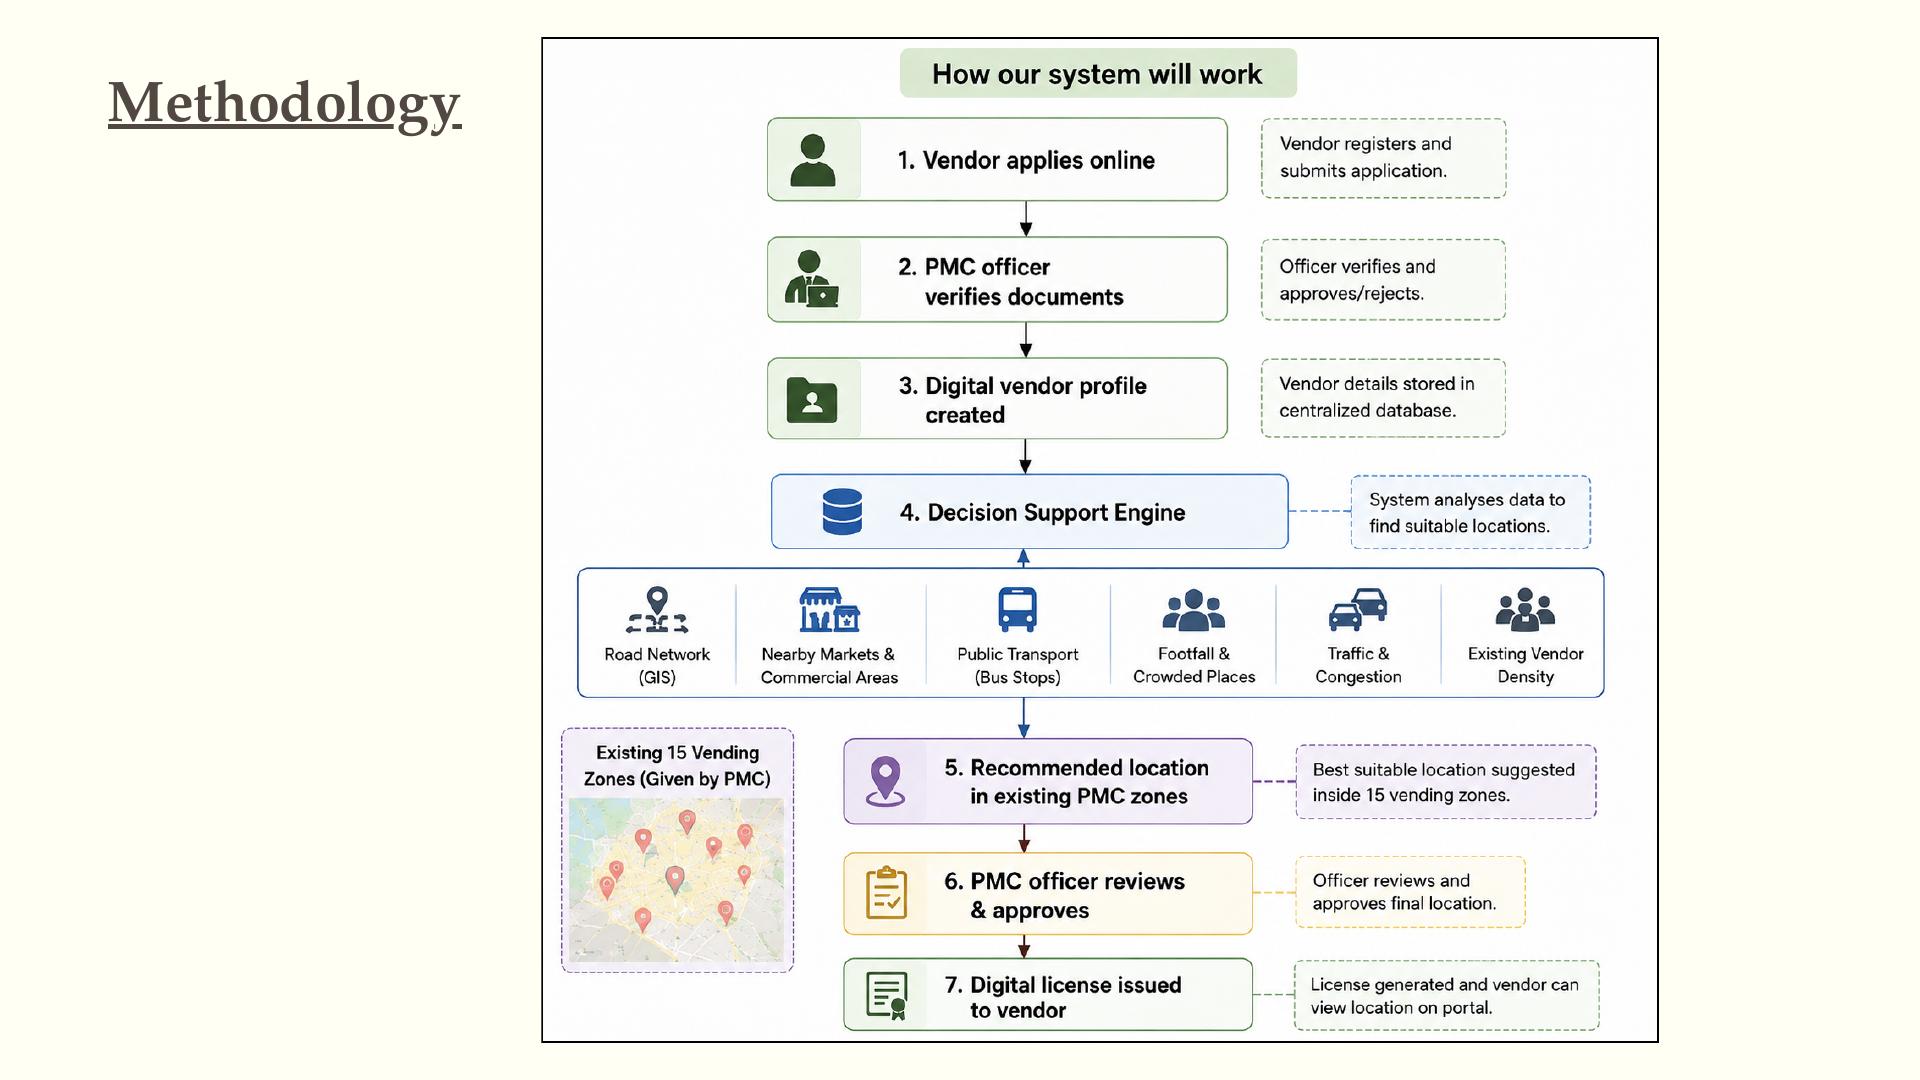 Methodology
How our system will work
1. Vendor applies online
Vendor registers and
submits application.
2. PMC officer
verifies documents
Officer verifies and
approves/rejects.
3. Digital vendor profile
created
Vendor details stored in
centralized database.
4. Decision Support Engine
System analyses data to
find suitable locations.
Road Network
(GIS)
Nearby Markets &
Commercial Areas
Public Transport
(Bus Stops)
Footfall &
Crowded Places
Traffic &
Congestion
Existing Vendor
Density
Existing 15 Vending
Zones (Given by PMC)
5. Recommended location
in existing PMC zones
Best suitable location suggested
inside 15 vending zones.
6. PMC officer reviews
& approves
Officer reviews and
approves final location.
7. Digital license issued
to vendor
License generated and vendor can
view location on portal.